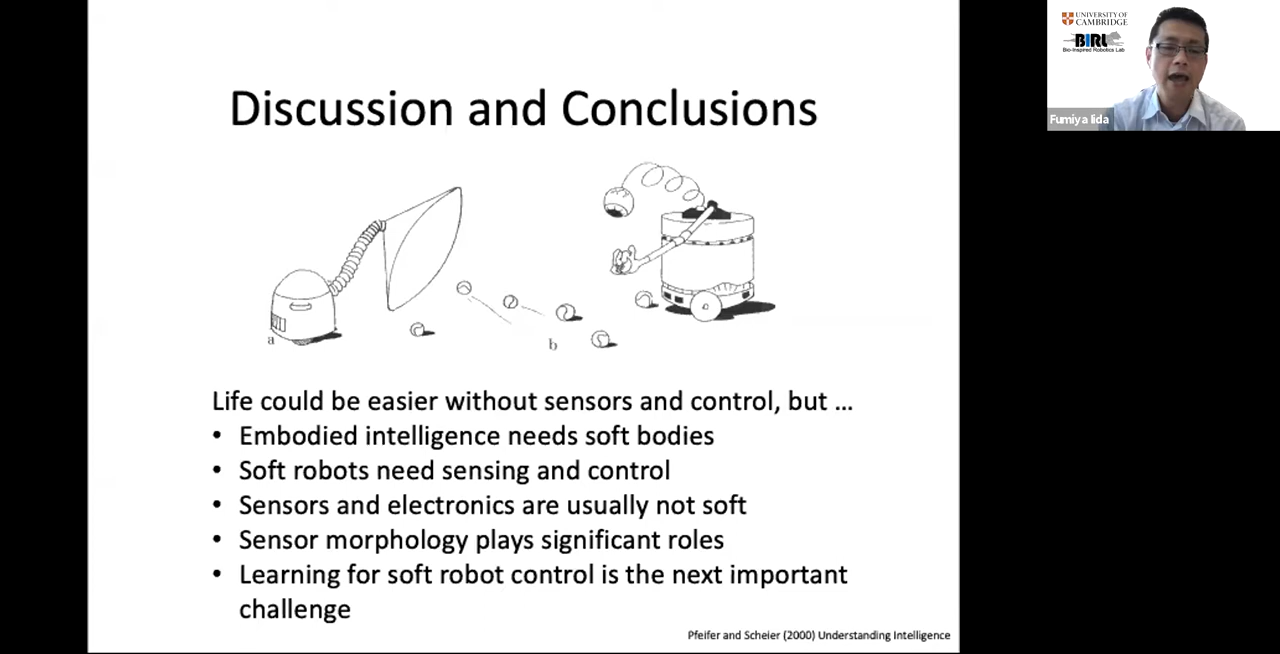 Discussion and Conclusions
a
b
Life could be easier without sensors and control, but ...
• Embodied intelligence needs soft bodies
• Soft robots need sensing and control
• Sensors and electronics are usually not soft
• Sensor morphology plays significant roles
• Learning for soft robot control is the next important
challenge
Pfeifer and Scheier (2000) Understanding Intelligence
UNIVERSITY OF
CAMBRIDGE
BIRL
Bio-Inspired Robotics Lab
Fumiya Iida